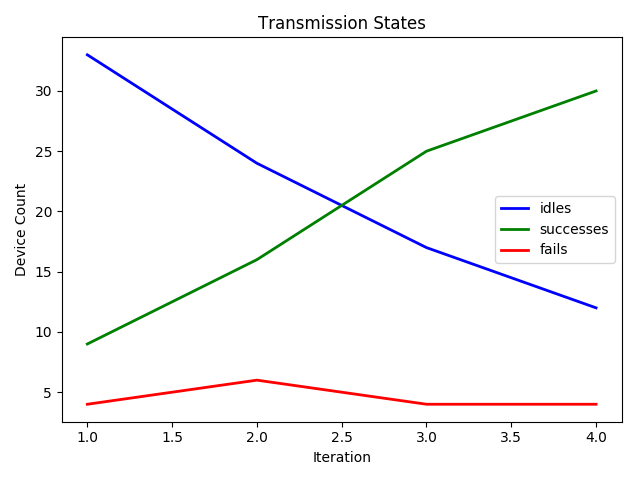 Transmission States
Device Count
30
25
20
15
10
5
idles
successes
fails
1.0 1.5 2.0 2.5 3.0 3.5 4.0
Iteration